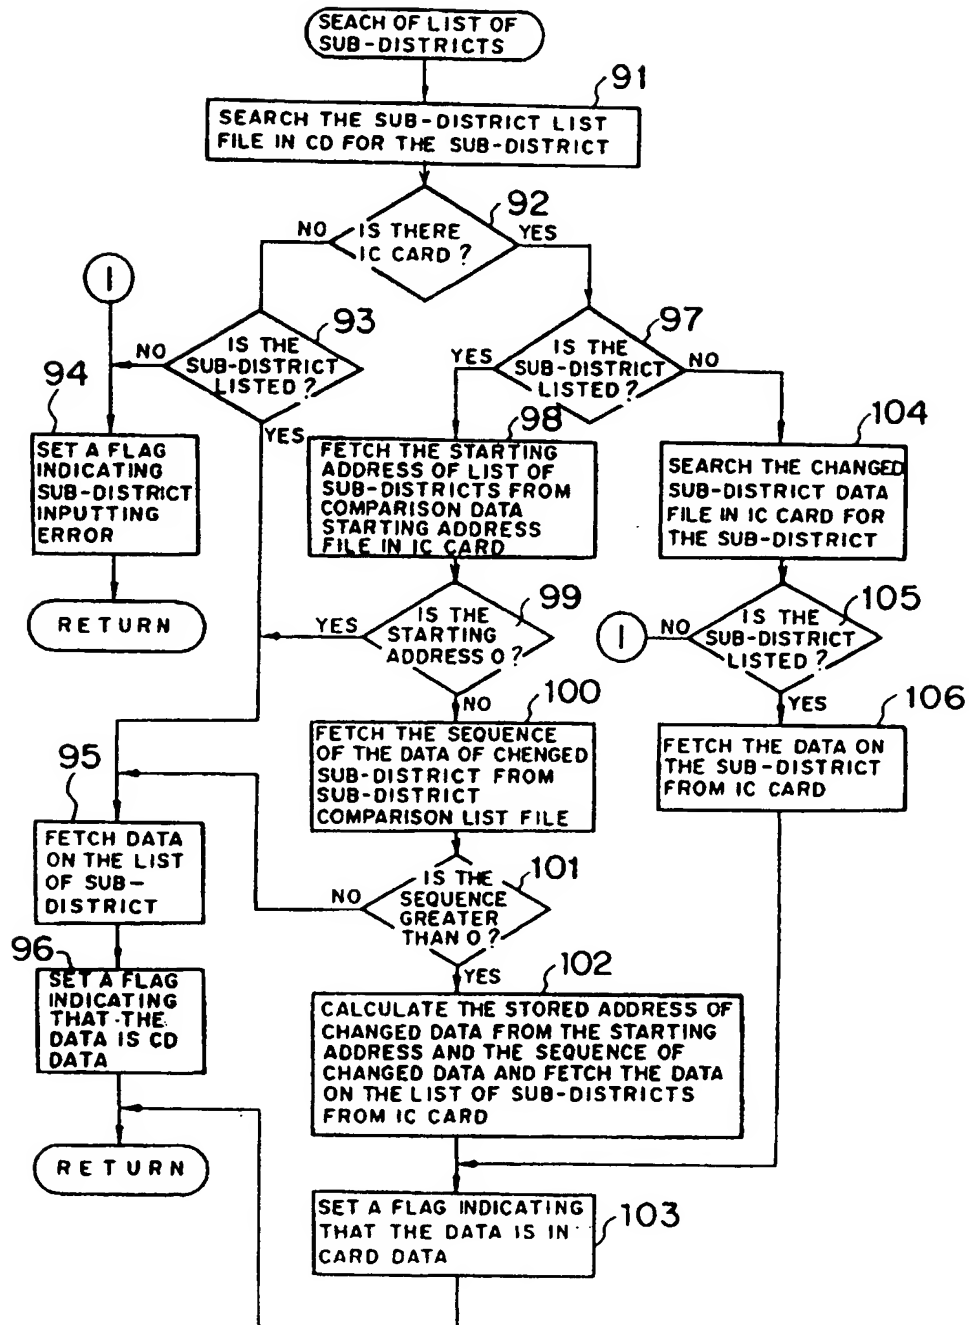 SEACH OF LIST OF
SUB-DISTRICTS
91
SEARCH THE SUB-DISTRICT LIST
FILE IN CD FOR THE SUB-DISTRICT
92
IS THERE
IC CARD?
NO
YES
1
93
IS THE
SUB-DISTRICT
LISTED?
NO
YES
97
IS THE
SUB-DISTRICT
LISTED?
YES
NO
94
SET A FLAG
INDICATING
SUB-DISTRICT
INPUTTING
ERROR
RETURN
98
FETCH THE STARTING
ADDRESS OF LIST OF
SUB-DISTRICTS FROM
COMPARISON DATA
STARTING ADDRESS
FILE IN IC CARD
104
SEARCH THE CHANGED
SUB-DISTRICT DATA
FILE IN IC CARD FOR
THE SUB-DISTRICT
99
IS THE
STARTING
ADDRESS 0?
YES
NO
105
IS THE
SUB-DISTRICT
LISTED?
1
NO
YES
100
FETCH THE SEQUENCE
OF THE DATA OF CHENGED
SUB-DISTRICT FROM
SUB-DISTRICT
COMPARISON LIST FILE
106
FETCH THE DATA ON
THE SUB-DISTRICT
FROM IC CARD
95
FETCH DATA
ON THE LIST
OF SUB-
DISTRICT
101
IS THE
SEQUENCE
GREATER
THAN 0?
NO
YES
96
SET A FLAG
INDICATING
THAT THE
DATA IS CD
DATA
RETURN
102
CALCULATE THE STORED ADDRESS OF
CHANGED DATA FROM THE STARTING
ADDRESS AND THE SEQUENCE OF
CHANGED DATA AND FETCH THE DATA
ON THE LIST OF SUB-DISTRICTS
FROM IC CARD
103
SET A FLAG INDICATING
THAT THE DATA IS IN
CARD DATA